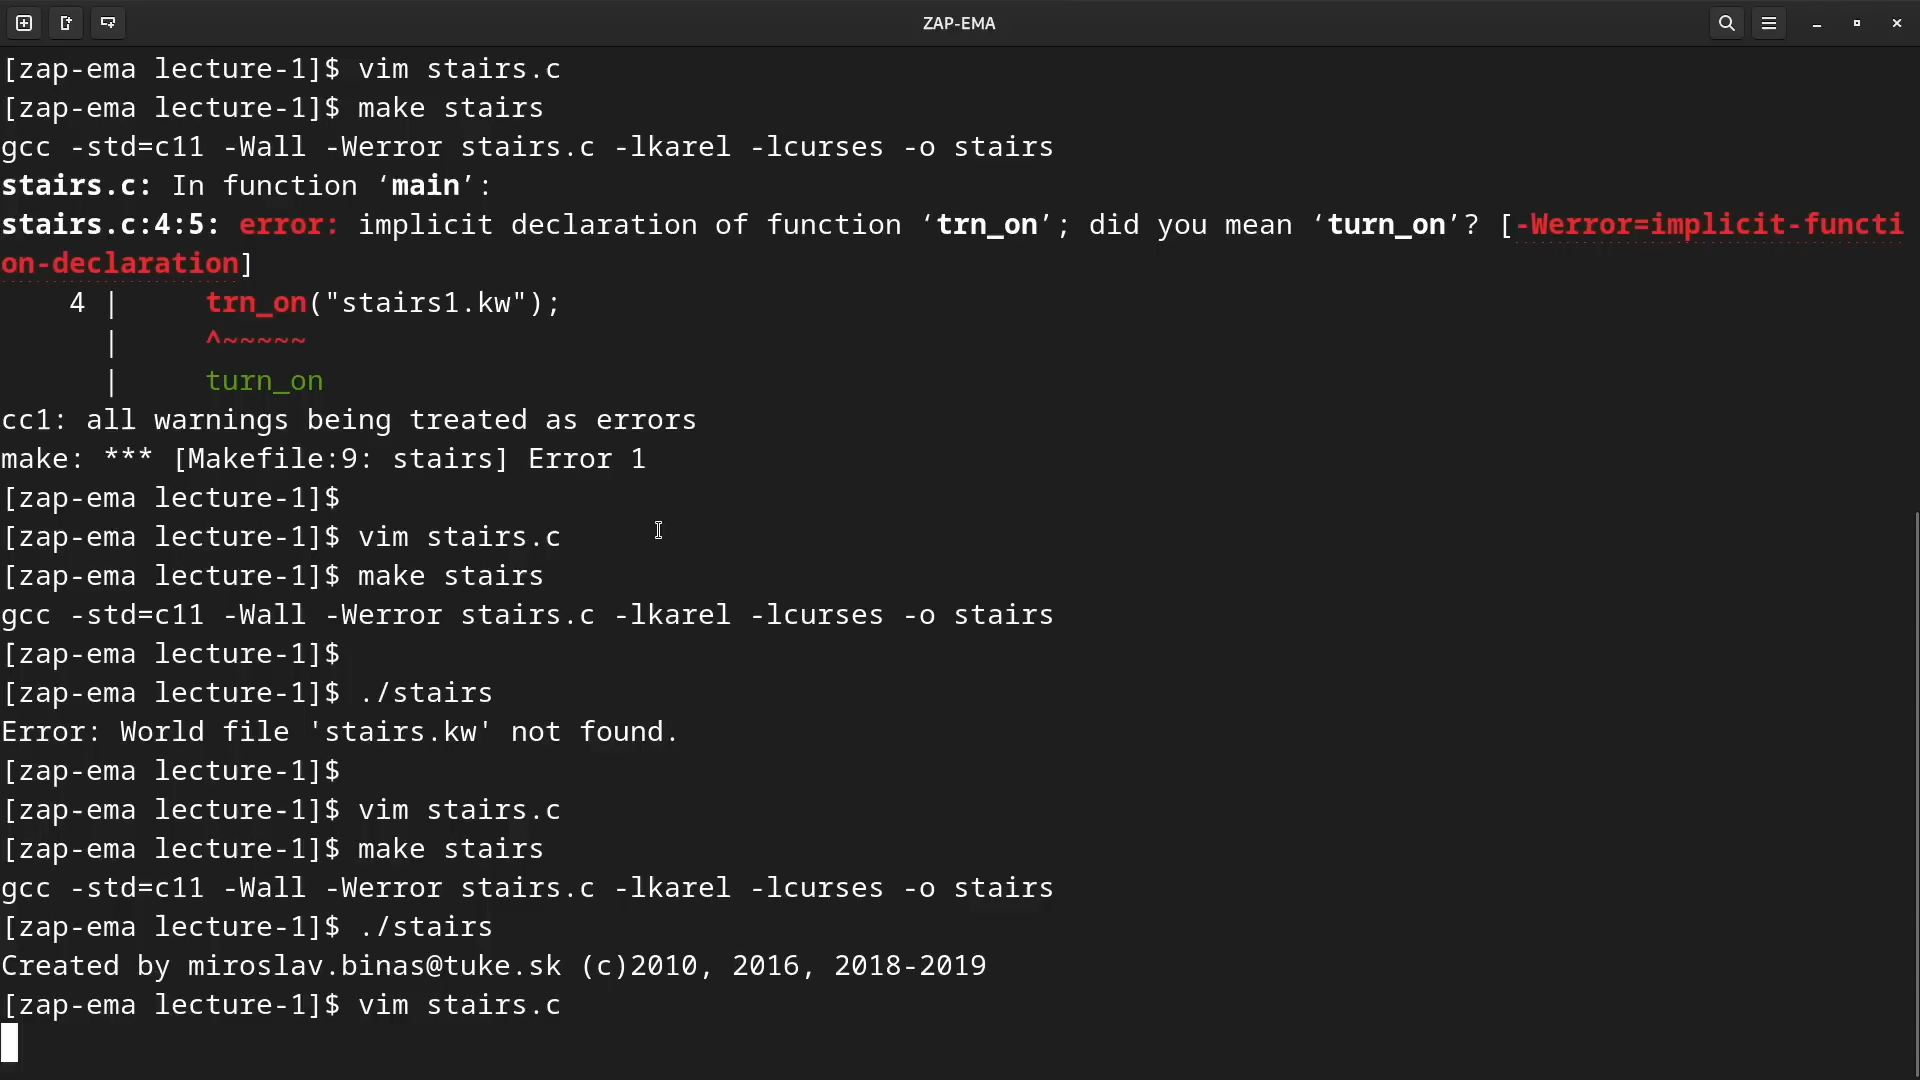 ZAP-EMA
[zap-ema lecture-1]$ vim stairs.c
[zap-ema lecture-1]$ make stairs
gcc -std=c11 -Wall -Werror stairs.c -lkarel -lcurses -o stairs
stairs.c: In function ‘main’:
stairs.c:4:5: error: implicit declaration of function ‘trn_on’; did you mean ‘turn_on’? [-Werror=implicit-functi
on-declaration]
    4 |     trn_on("stairs1.kw");
      |     ^~~~~~
      |     turn_on
cc1: all warnings being treated as errors
make: *** [Makefile:9: stairs] Error 1
[zap-ema lecture-1]$
[zap-ema lecture-1]$ vim stairs.c
[zap-ema lecture-1]$ make stairs
gcc -std=c11 -Wall -Werror stairs.c -lkarel -lcurses -o stairs
[zap-ema lecture-1]$
[zap-ema lecture-1]$ ./stairs
Error: World file 'stairs.kw' not found.
[zap-ema lecture-1]$
[zap-ema lecture-1]$ vim stairs.c
[zap-ema lecture-1]$ make stairs
gcc -std=c11 -Wall -Werror stairs.c -lkarel -lcurses -o stairs
[zap-ema lecture-1]$ ./stairs
Created by miroslav.binas@tuke.sk (c)2010, 2016, 2018-2019
[zap-ema lecture-1]$ vim stairs.c